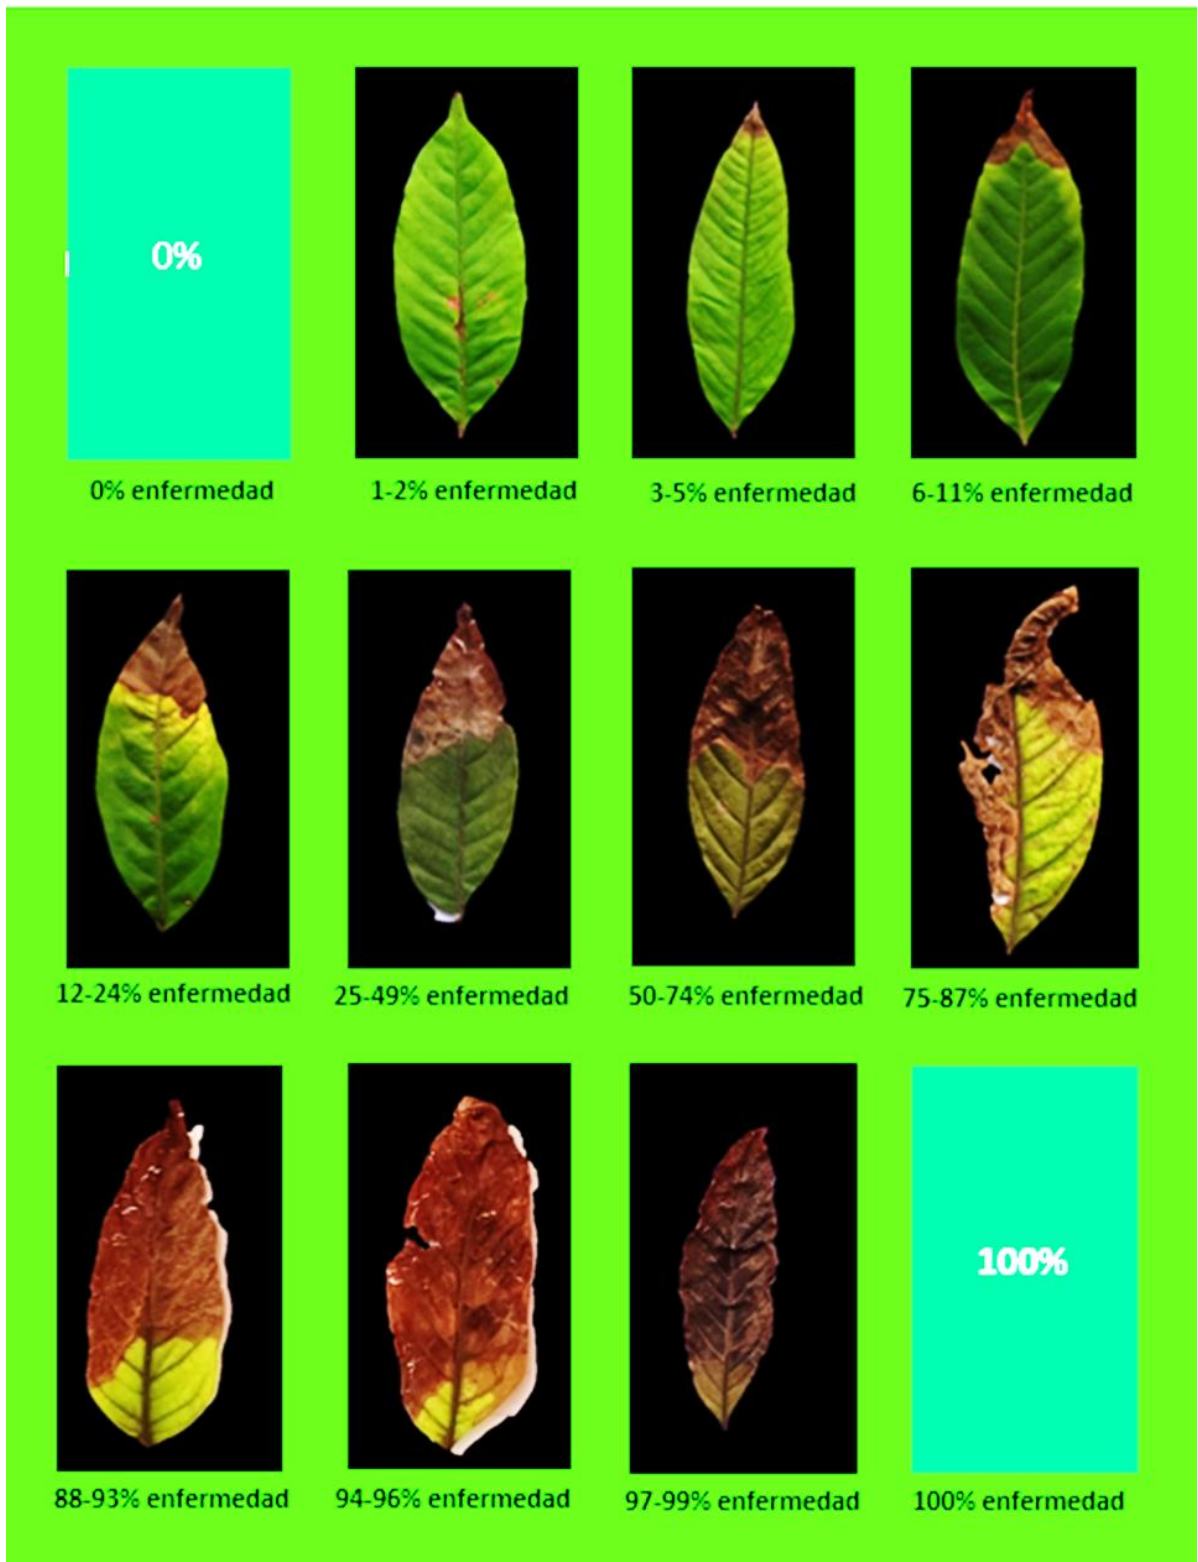 0%
0% enfermedad
1-2% enfermedad
3-5% enfermedad
6-11% enfermedad
12-24% enfermedad
25-49% enfermedad
50-74% enfermedad
75-87% enfermedad
100%
88-93% enfermedad
94-96% enfermedad
97-99% enfermedad
100% enfermedad